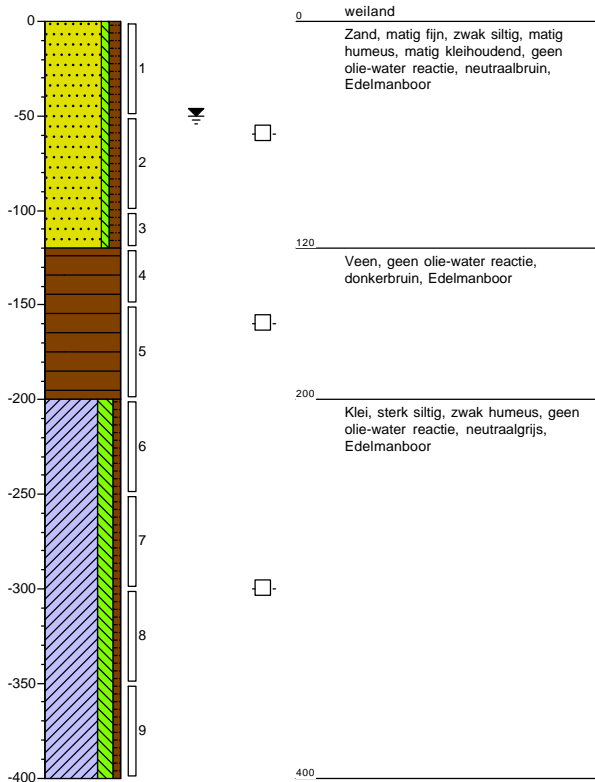 0
-50
-100
-150
-200
-250
-300
-350
-400
1
2
3
4
5
6
7
8
9
0
weiland
Zand, matig fijn, zwak siltig, matig
humeus, matig kleihoudend, geen
olie-water reactie, neutraalbruin,
Edelmanboor
120
Veen, geen olie-water reactie,
donkerbruin, Edelmanboor
200
Klei, sterk siltig, zwak humeus, geen
olie-water reactie, neutraalgrijs,
Edelmanboor
400